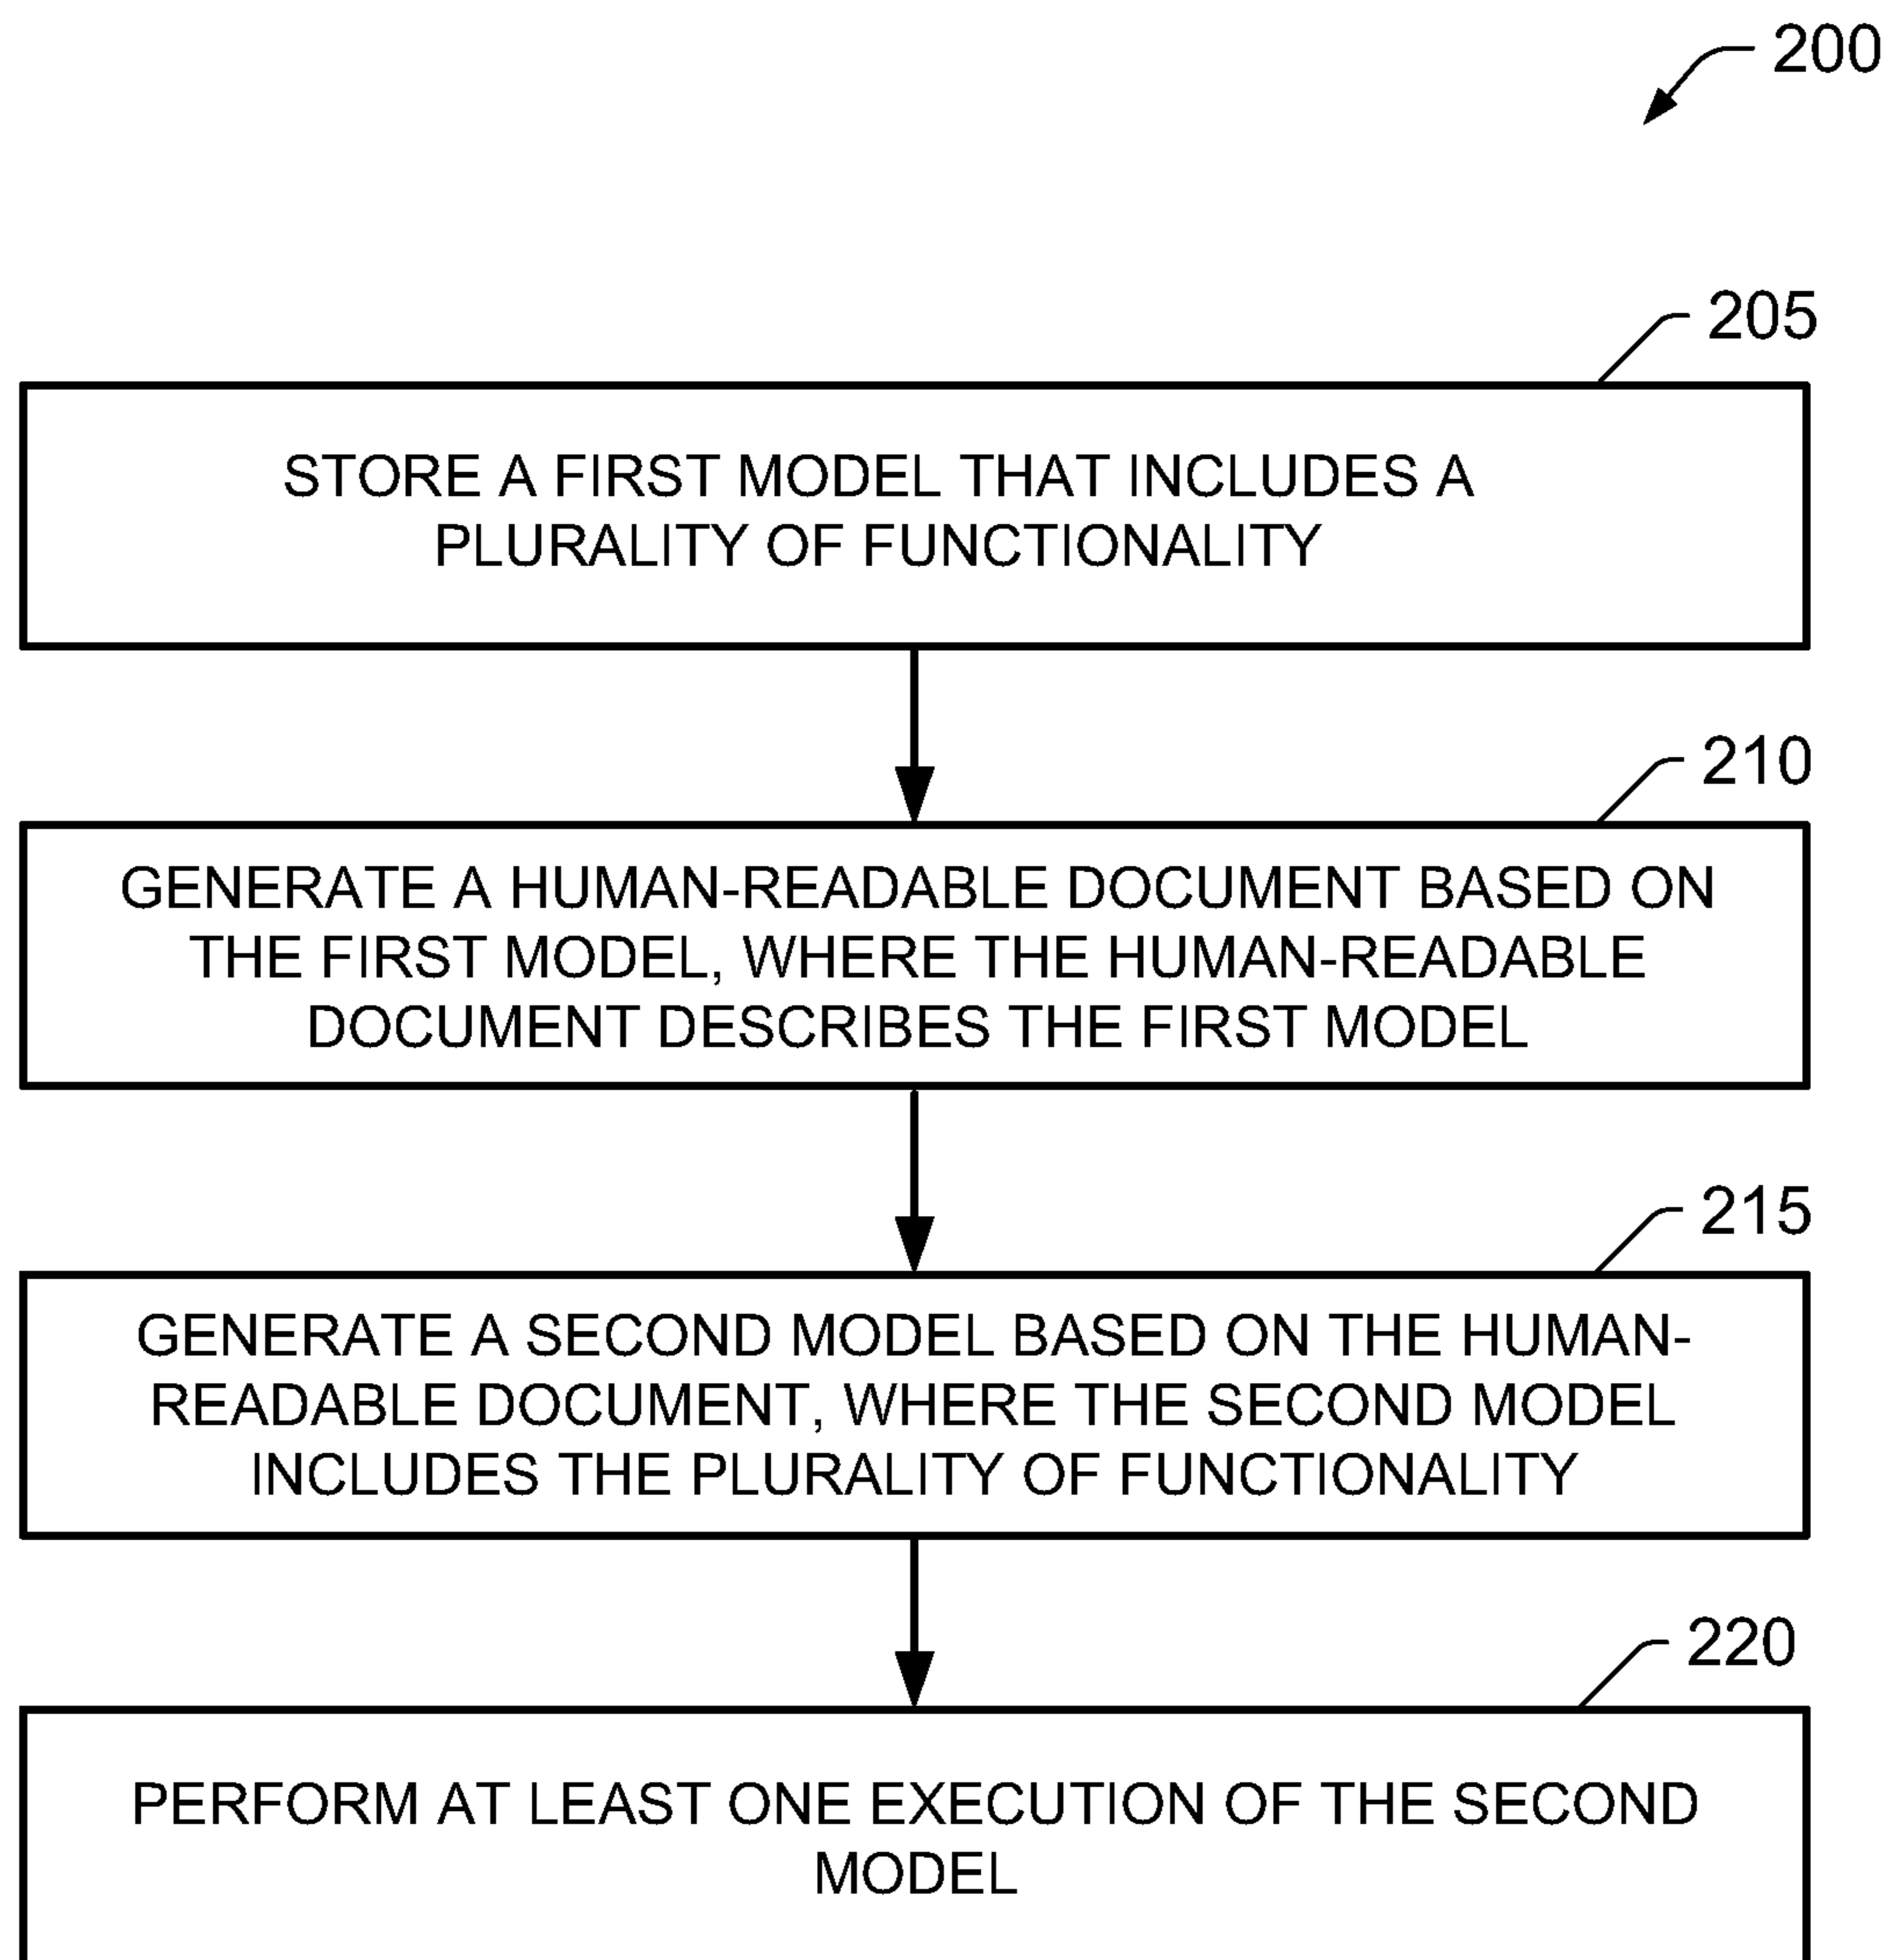 200
205
STORE A FIRST MODEL THAT INCLUDES A
PLURALITY OF FUNCTIONALITY
210
GENERATE A HUMAN-READABLE DOCUMENT BASED ON
THE FIRST MODEL, WHERE THE HUMAN-READABLE
DOCUMENT DESCRIBES THE FIRST MODEL
215
GENERATE A SECOND MODEL BASED ON THE HUMAN-
READABLE DOCUMENT, WHERE THE SECOND MODEL
INCLUDES THE PLURALITY OF FUNCTIONALITY
220
PERFORM AT LEAST ONE EXECUTION OF THE SECOND
MODEL